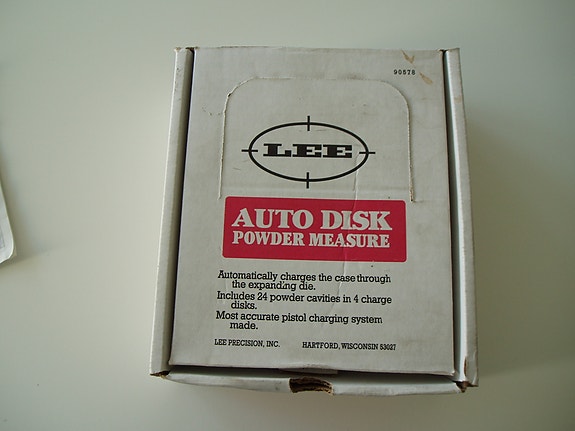 90578
LEE
AUTO DISK
POWDER MEASURE
Automatically charges the case through
the expanding die.
Includes 24 powder cavities in 4 charge
disks.
Most accurate pistol charging system
made.
LEE PRECISION, INC. HARTFORD, WISCONSIN 53027